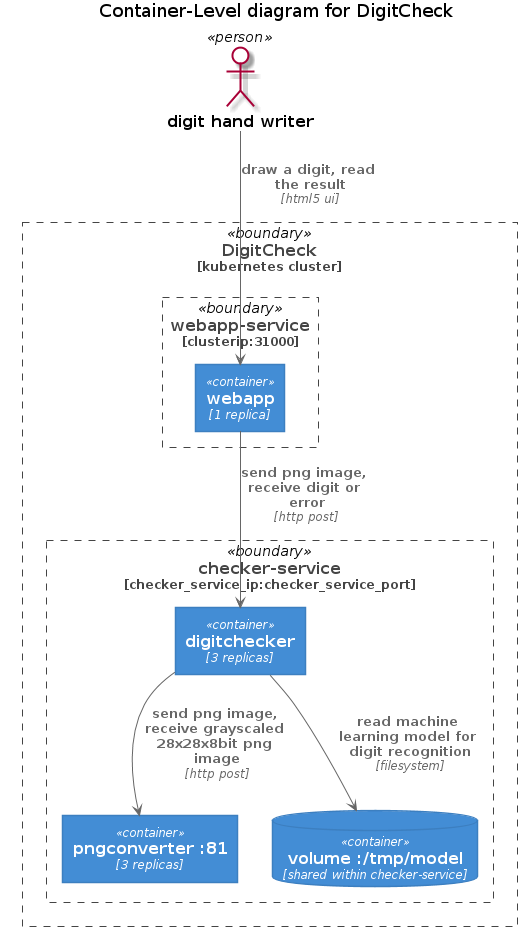 Container-Level diagram for DigitCheck
«person»
digit hand writer
draw a digit, read
the result
[html5 ui]
«boundary»
DigitCheck
[kubernetes cluster]
«boundary»
webapp-service
[clusterip:31000]
«container»
webapp
[1 replica]
send png image,
receive digit or
error
[http post]
«boundary»
checker-service
[checker_service_ip:checker_service_port]
«container»
digitchecker
[3 replicas]
send png image,
receive grayscaled
28x28x8bit png
image
[http post]
read machine
learning model for
digit recognition
[filesystem]
«container»
pngconverter :81
[3 replicas]
«container»
volume :/tmp/model
[shared within checker-service]